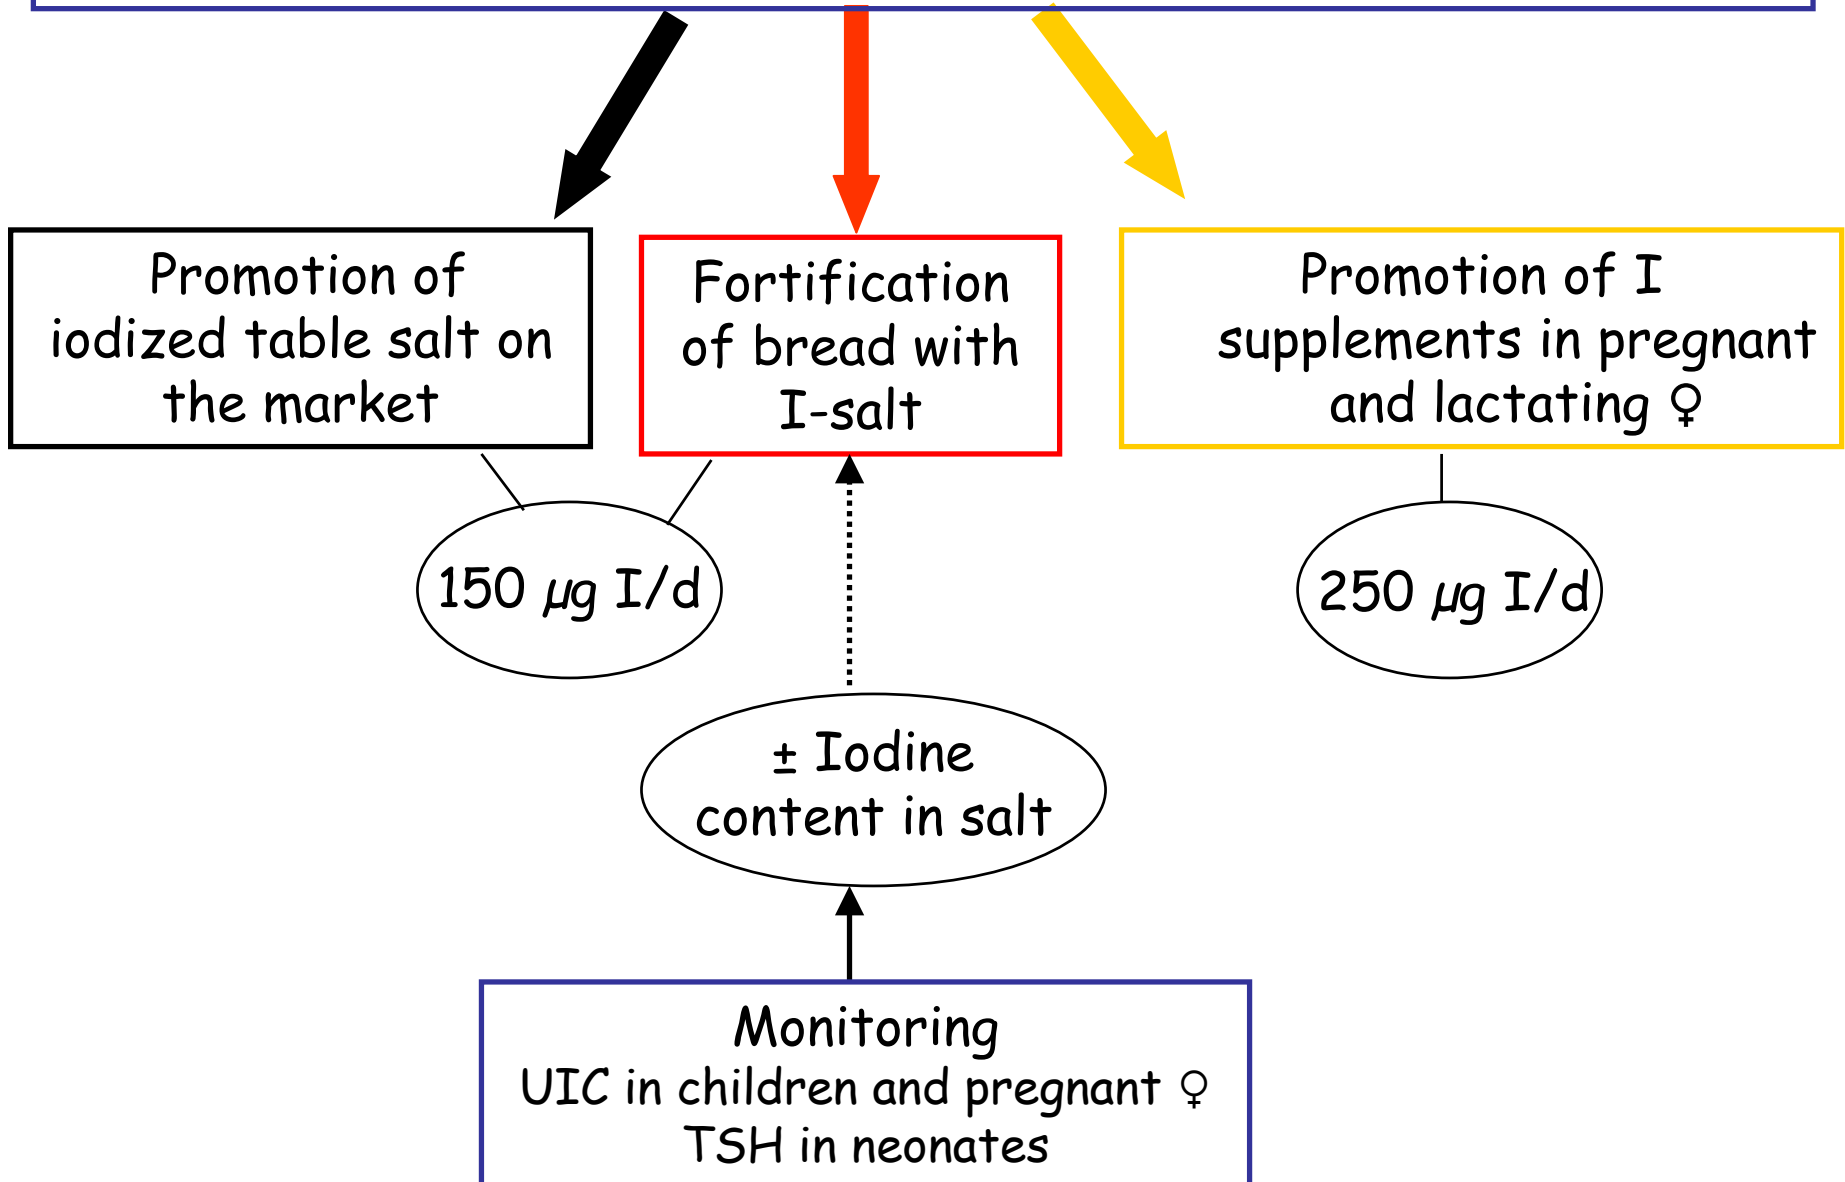 Promotion of
iodized table salt on
the market
Fortification
of bread with
I-salt
Promotion of I
supplements in pregnant
and lactating ♀
150 µg I/d
250 µg I/d
± Iodine
content in salt
Monitoring
UIC in children and pregnant ♀
TSH in neonates